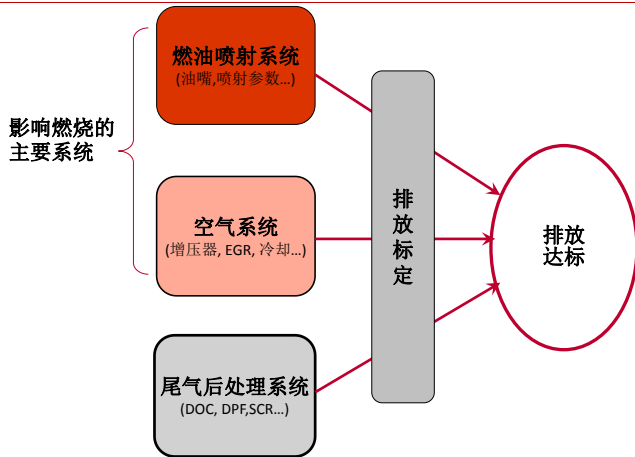 影响燃烧的
主要系统
燃油喷射系统
(油嘴,喷射参数...)
空气系统
(增压器, EGR, 冷却...)
尾气后处理系统
(DOC, DPF,SCR...)
排
放
标
定
排放
达标